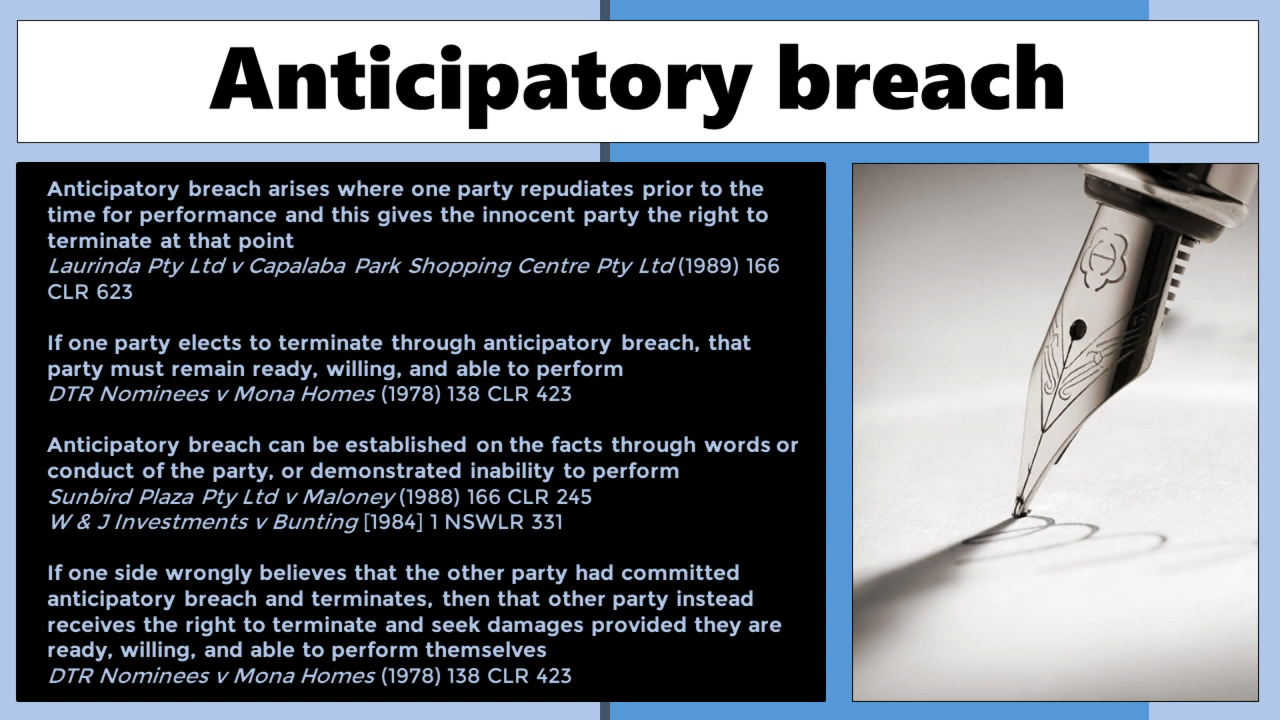 Anticipatory breach
Anticipatory breach arises where one party repudiates prior to the
time for performance and this gives the innocent party the right to
terminate at that point
Laurinda Pty Ltd v Capalaba Park Shopping Centre Pty Ltd (1989) 166
CLR 623
If one party elects to terminate through anticipatory breach, that
party must remain ready, willing, and able to perform
DTR Nominees v Mona Homes (1978) 138 CLR 423
Anticipatory breach can be established on the facts through words or
conduct of the party, or demonstrated inability to perform
Sunbird Plaza Pty Ltd v Maloney (1988) 166 CLR 245
W & J Investments v Bunting [1984] 1 NSWLR 331
If one side wrongly believes that the other party had committed
anticipatory breach and terminates, then that other party instead
receives the right to terminate and seek damages provided they are
ready, willing, and able to perform themselves
DTR Nominees v Mona Homes (1978) 138 CLR 423